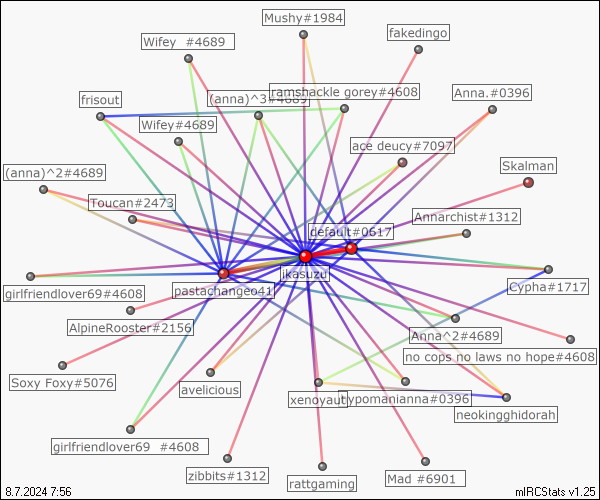 Mushy#1984
fakedingo
Wifey #4689
ramshackle gorey#4608
Anna.#0396
frisout
(anna)^3#4689
Wifey#4689
ace deucy#7097
Skalman
(anna)^2#4689
Toucan#2473
Annarchist#1312
default#0617
jkasuzu
pastachangeo41
girlfriendlover69#4608
Cypha#1717
AlpineRooster#2156
Anna^2#4689
no cops no laws no hope#4608
Soxy Foxy#5076
avelicious
xenoyaut
hypomanianna#0396
neokingghidorah
girlfriendlover69 #4608
zibbits#1312
rattgaming
Mad #6901
8.7.2024 7:56
mIRCStats v1.25